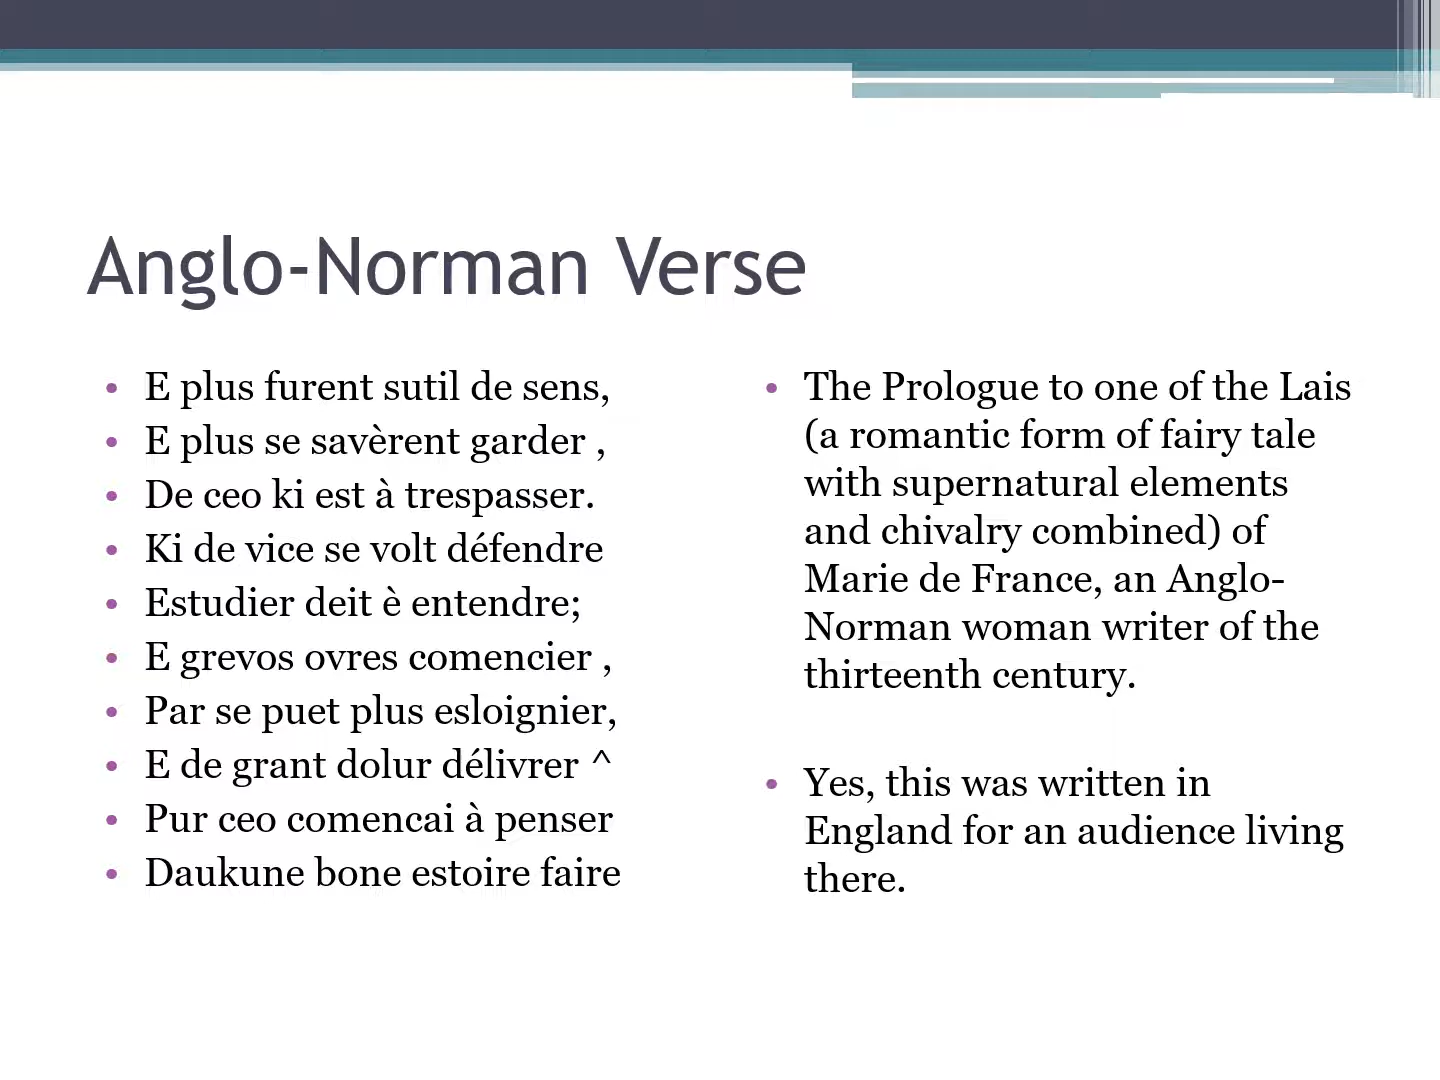 Anglo-Norman Verse
E plus furent sutil de sens,
E plus se savèrent garder ,
De ceo ki est à trespasser.
Ki de vice se volt défendre
Estudier deit è entendre;
E grevos ovres comencier ,
Par se puet plus esloignier,
E de grant dolur délivrer ^
Pur ceo comencai à penser
Daukune bone estoire faire
The Prologue to one of the Lais
(a romantic form of fairy tale
with supernatural elements
and chivalry combined) of
Marie de France, an Anglo-
Norman woman writer of the
thirteenth century.
Yes, this was written in
England for an audience living
there.